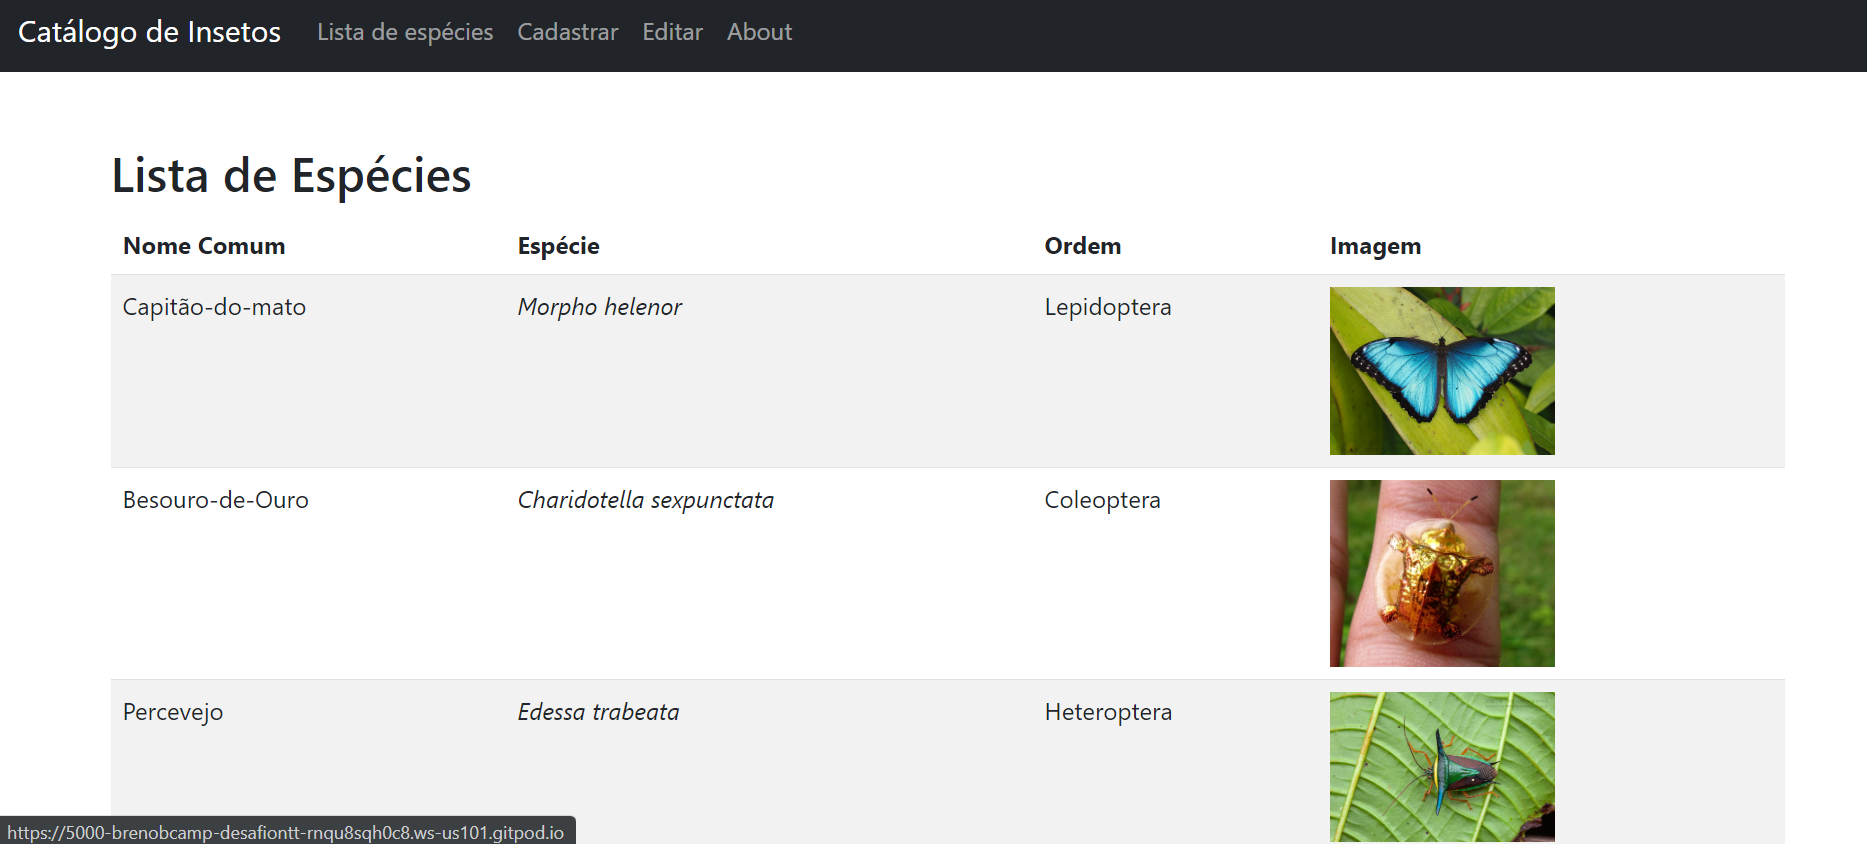 Catálogo de Insetos Lista de espécies Cadastrar Editar About
Lista de Espécies
Nome Comum Espécie Ordem Imagem
Capitão-do-mato Morpho helenor Lepidoptera
Besouro-de-Ouro Charidotella sexpunctata Coleoptera
Percevejo Edessa trabeata Heteroptera
https://5000-brenobcamp-desafiontt-rnqu8sqh0c8.ws-us101.gitpod.io